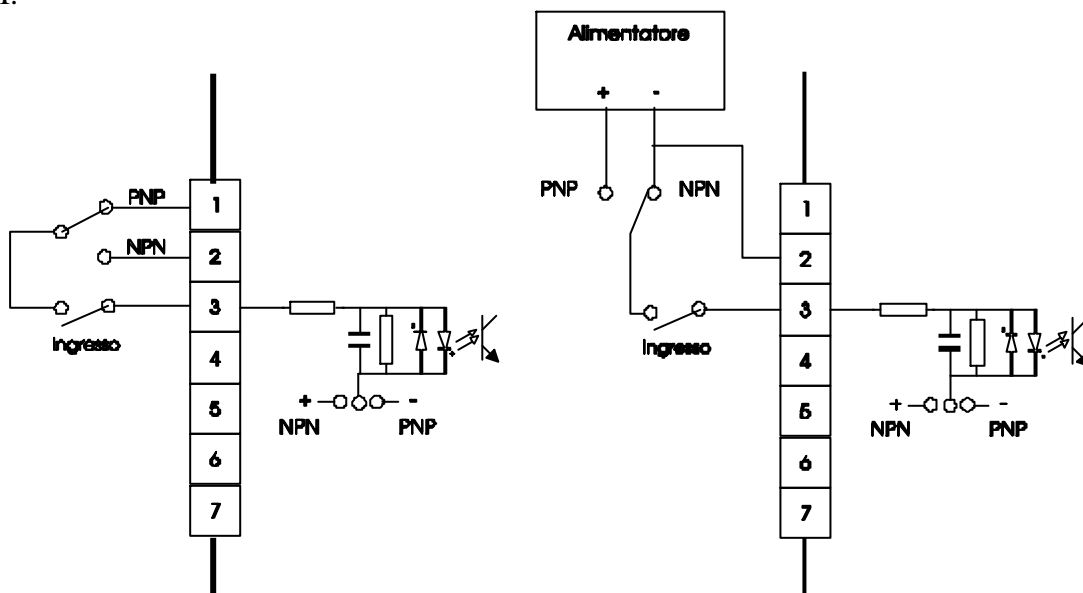 Alimentatore
+ -
PNP
NPN
Ingresso
1
2
3
4
5
6
7
+ -
NPN PNP
PNP NPN
Ingresso
1
2
3
4
5
6
7
+ -
NPN PNP